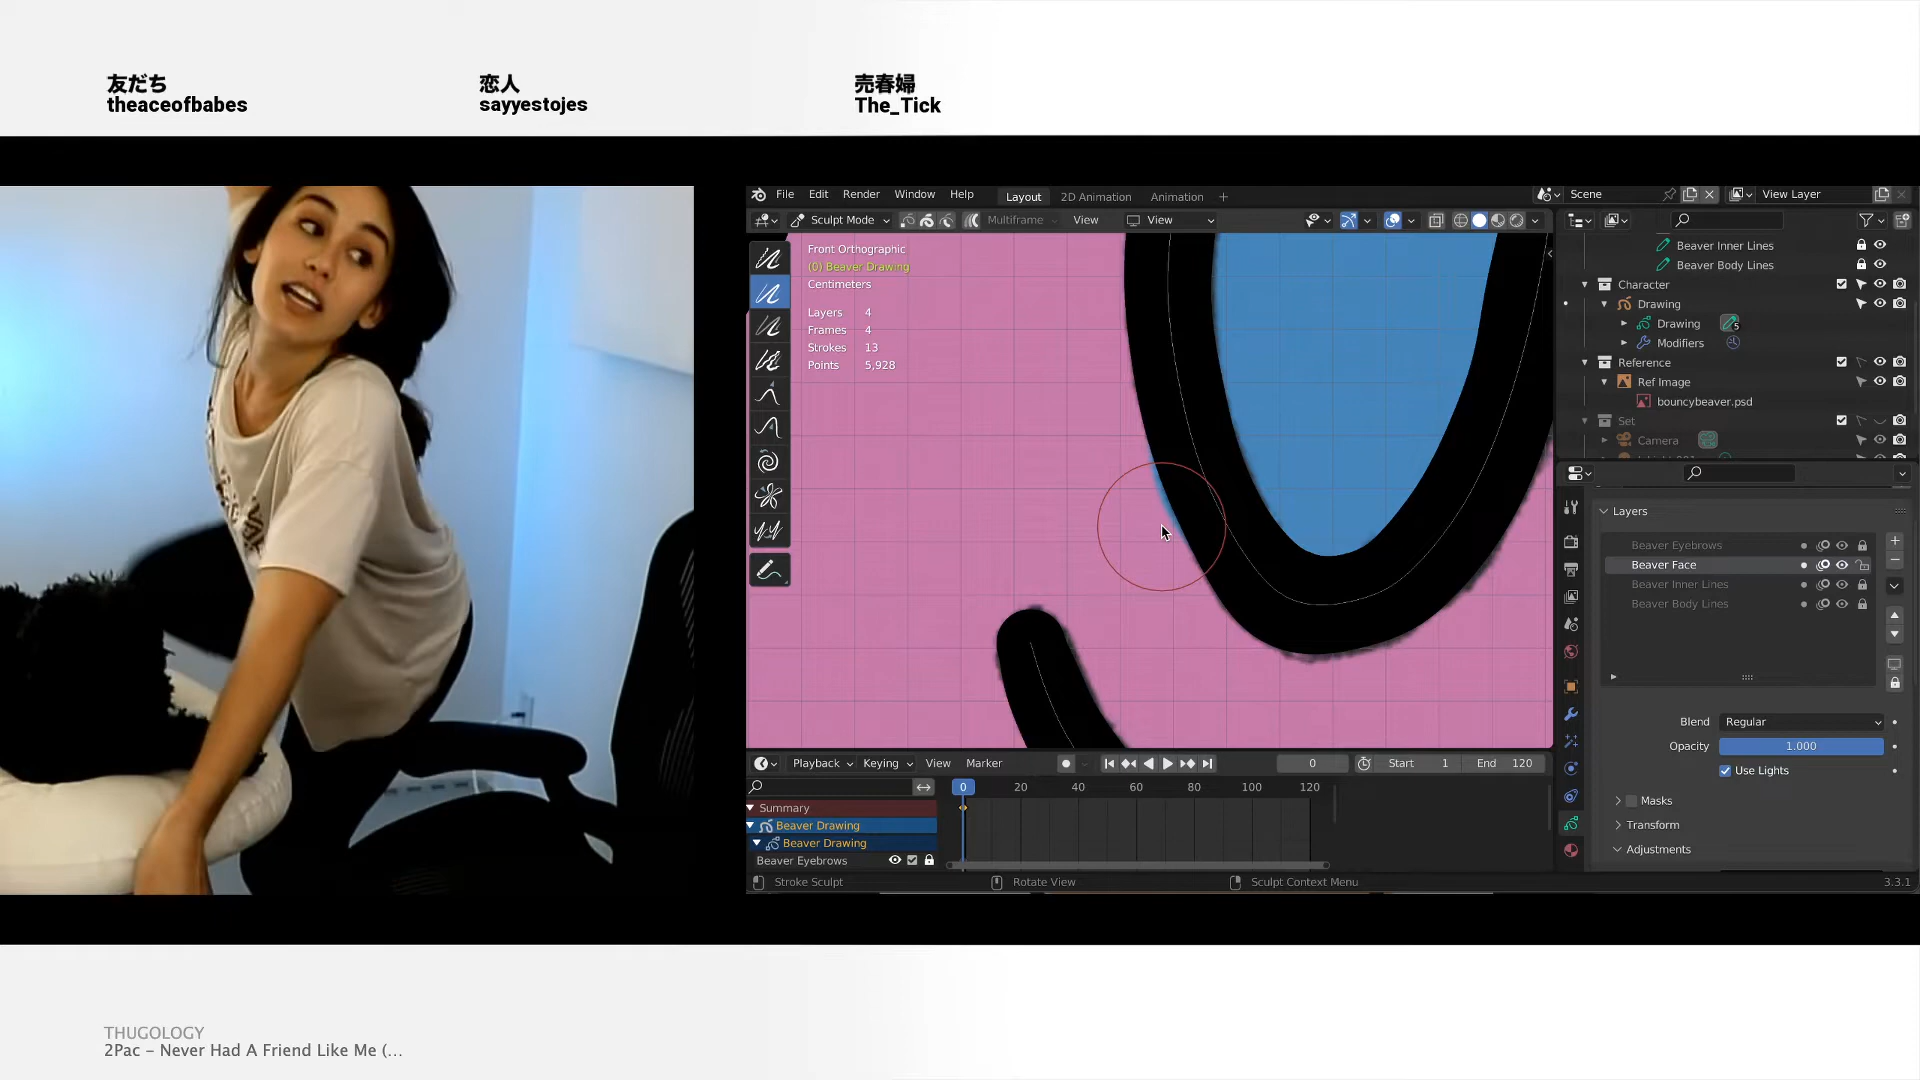 友だち
theaceofbabes
恋人
sayyestojes
売春婦
The_Tick
File Edit Render Window Help Layout 2D Animation Animation +
Scene
View Layer
Sculpt Mode
Multiframe
View
View
Front Orthographic
(0) Beaver Drawing
Centimeters
Layers 4
Frames 4
Strokes 13
Points 5,928
Beaver Inner Lines
Beaver Body Lines
Character
Drawing
Drawing 5
Modifiers
Reference
Ref Image
bouncybeaver.psd
Set
Camera
Layers
Beaver Eyebrows
Beaver Face
Beaver Inner Lines
Beaver Body Lines
Blend Regular
Opacity 1.000
Use Lights
Masks
Transform
Adjustments
Playback Keying View Marker
0 Start 1 End 120
0 20 40 60 80 100 120
Summary
Beaver Drawing
Beaver Drawing
Beaver Eyebrows
Stroke Sculpt
Rotate View
Sculpt Context Menu
3.3.1
THUGOLOGY
2Pac - Never Had A Friend Like Me (...